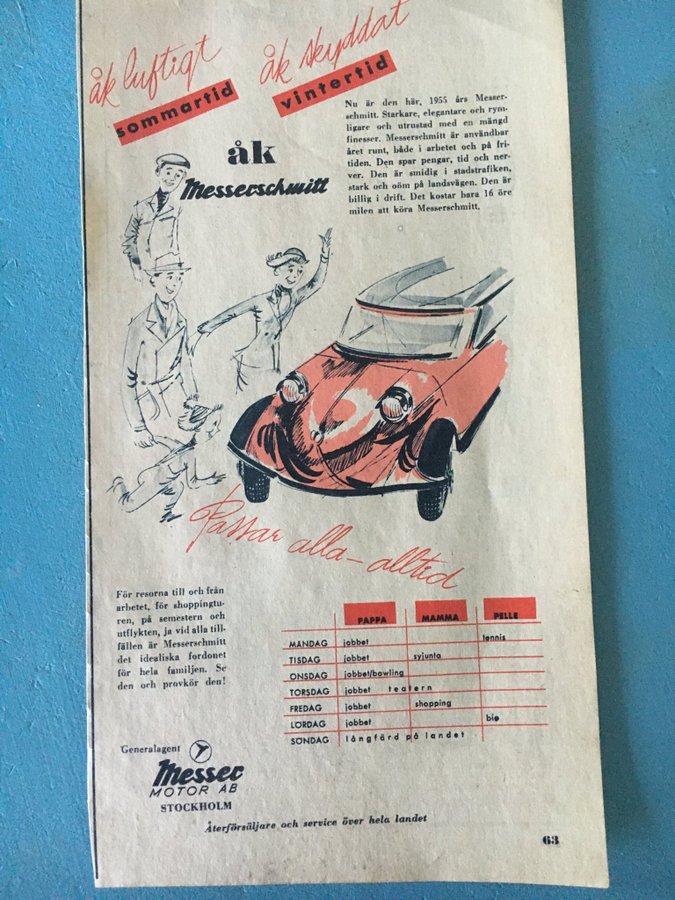 åk luftigt
sommartid
åk skyddat
vintertid
åk
Messerschmitt
Nu är den här, 1955 års Messer-
schmitt. Starkare, elegantare och rym-
ligare och utrustad med en mängd
finesser. Messerschmitt är användbar
året runt, både i arbetet och på fri-
tiden. Den spar pengar, tid och ner-
ver. Den är smidig i stadstrafiken,
stark och oöm på landsvägen. Den är
billig i drift. Det kostar bara 16 öre
milen att köra Messerschmitt.
Passar alla – alltid
För resorna till och från
arbetet, för shoppingtu-
ren, på semestern och
utflykten, ja vid alla till-
fällen är Messerschmitt
det idealiska fordonet
för hela familjen. Se
den och provkör den!
PAPPA MAMMA PELLE
MÅNDAG jobbet tennis
TISDAG jobbet syjunta
ONSDAG jobbet/bowling
TORSDAG jobbet teatern
FREDAG jobbet shopping
LÖRDAG jobbet bio
SÖNDAG långfärd på landet
Generalagent
Messer
MOTOR AB
STOCKHOLM
Återförsäljare och service över hela landet
63